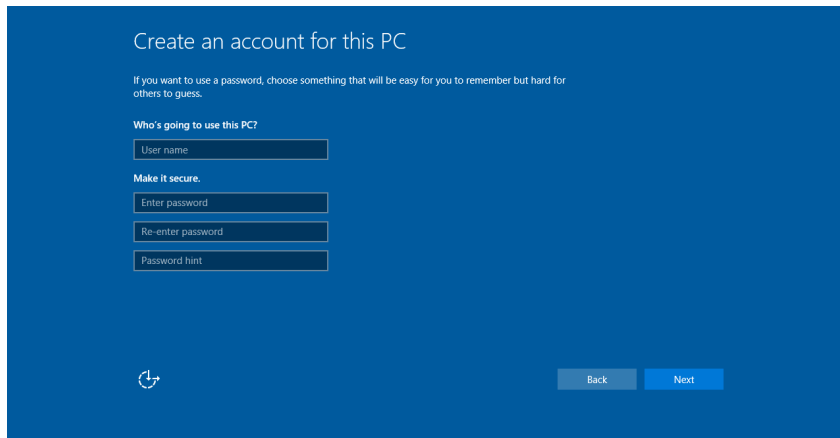 Create an account for this PC
If you want to use a password, choose something that will be easy for you to remember but hard for
others to guess.
Who's going to use this PC?
User name
Make it secure.
Enter password
Re-enter password
Password hint
Back
Next